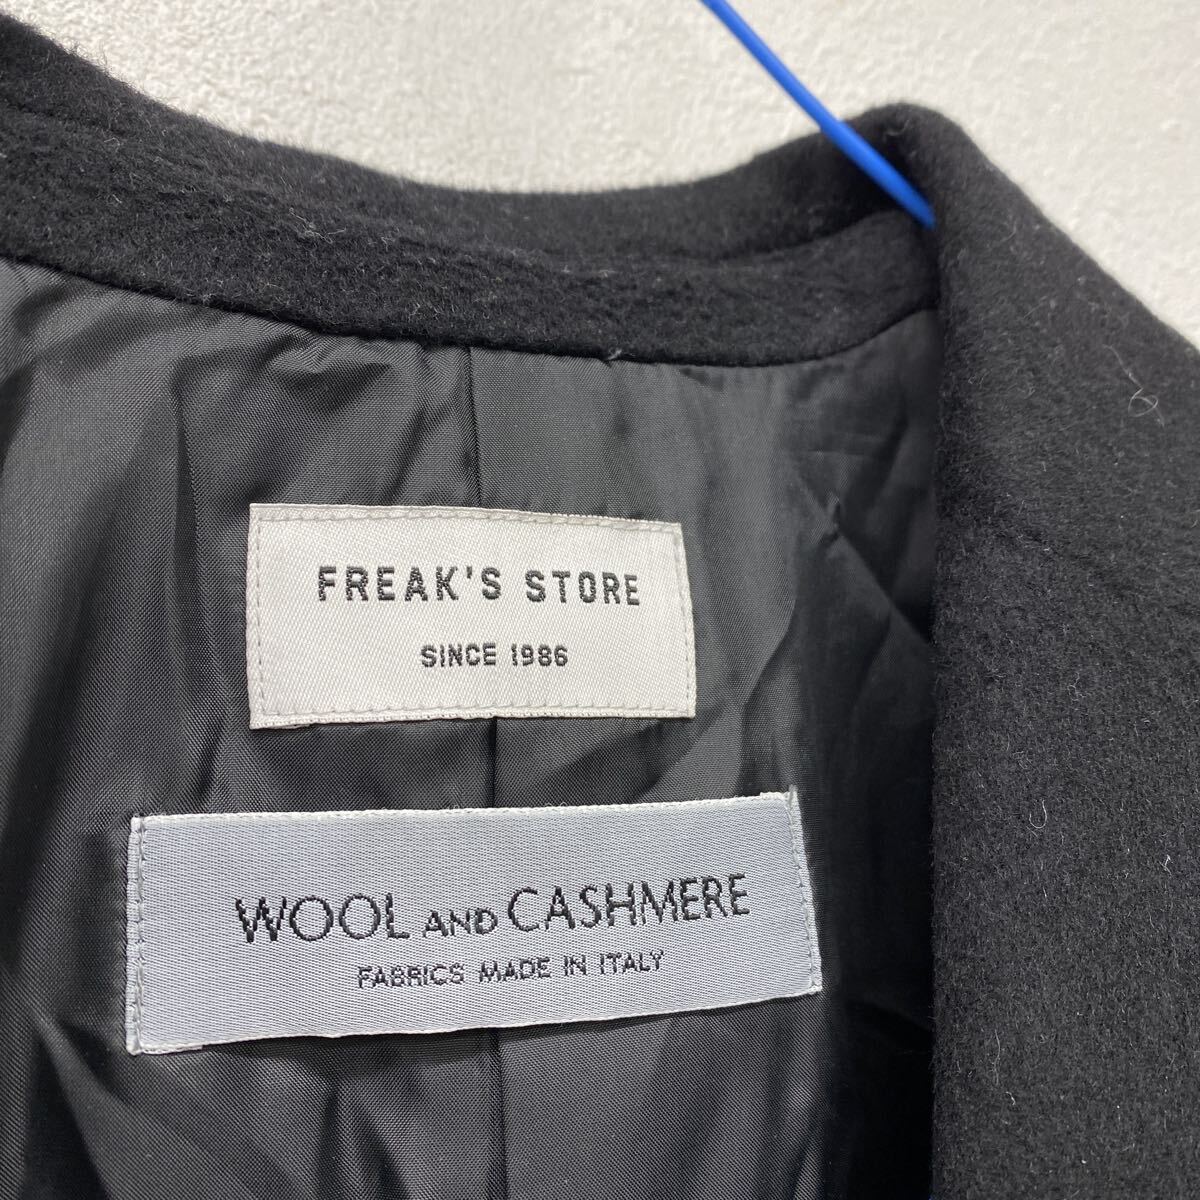 FREAK'S STORE
SINCE 1986
WOOL AND CASHMERE
FABRICS MADE IN ITALY